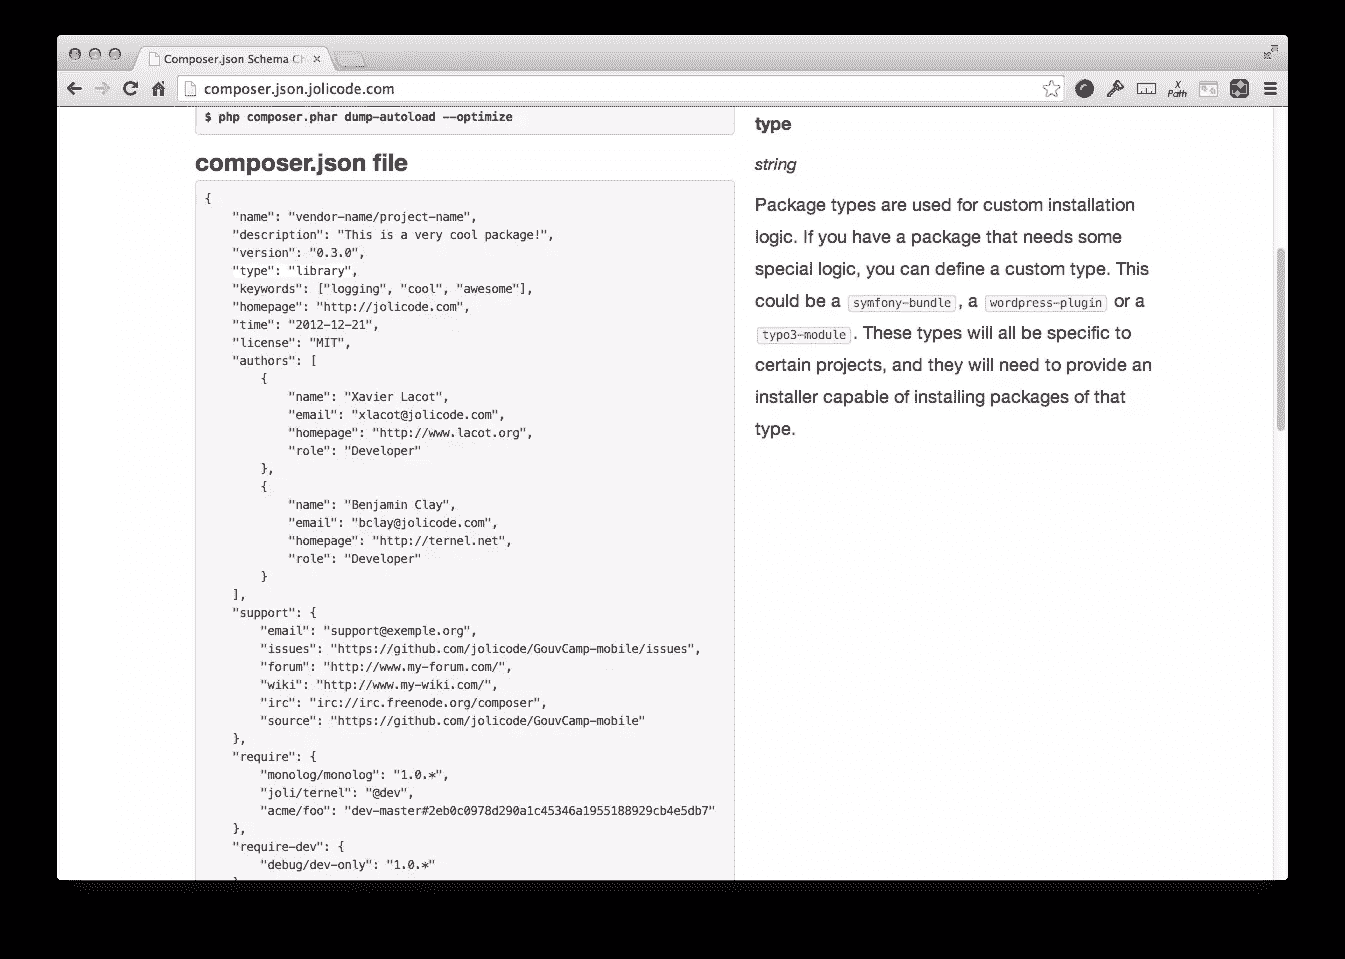 Composer.json Schema Ch
composer.json.jolicode.com
X
Path
$ php composer.phar dump-autoload --optimize
composer.json file
{
"name": "vendor-name/project-name",
"description": "This is a very cool package!",
"version": "0.3.0",
"type": "library",
"keywords": ["logging", "cool", "awesome"],
"homepage": "http://jolicode.com",
"time": "2012-12-21",
"license": "MIT",
"authors": [
{
"name": "Xavier Lacot",
"email": "xlacot@jolicode.com",
"homepage": "http://www.lacot.org",
"role": "Developer"
},
{
"name": "Benjamin Clay",
"email": "bclay@jolicode.com",
"homepage": "http://ternel.net",
"role": "Developer"
}
],
"support": {
"email": "support@exemple.org",
"issues": "https://github.com/jolicode/GouvCamp-mobile/issues",
"forum": "http://www.my-forum.com/",
"wiki": "http://www.my-wiki.com/",
"irc": "irc://irc.freenode.org/composer",
"source": "https://github.com/jolicode/GouvCamp-mobile"
},
"require": {
"monolog/monolog": "1.0.*",
"joli/ternel": "@dev",
"acme/foo": "dev-master#2eb0c0978d290a1c45346a1955188929cb4e5db7"
},
"require-dev": {
"debug/dev-only": "1.0.*"
type
string
Package types are used for custom installation
logic. If you have a package that needs some
special logic, you can define a custom type. This
could be a symfony-bundle, a wordpress-plugin or a
typo3-module. These types will all be specific to
certain projects, and they will need to provide an
installer capable of installing packages of that
type.